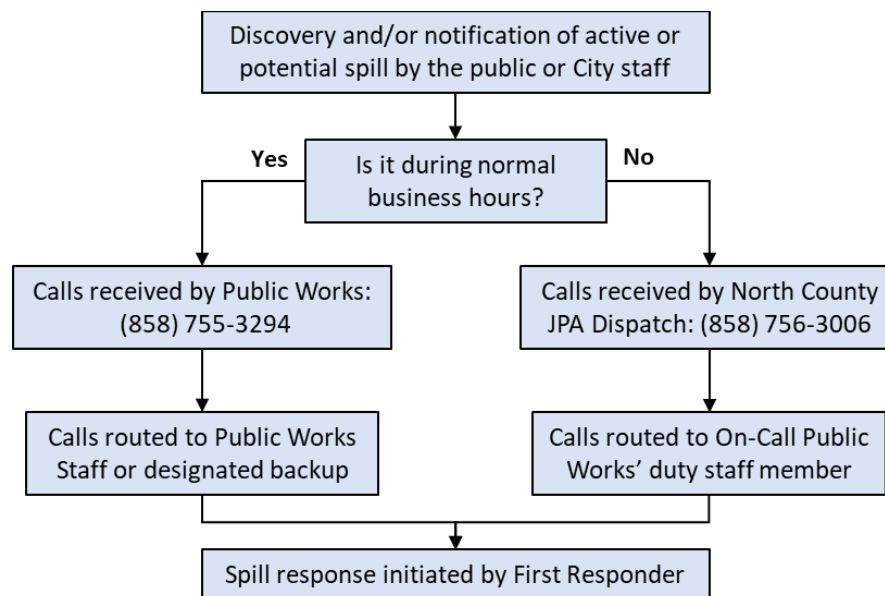 Discovery and/or notification of active or
potential spill by the public or City staff
Yes
No
Is it during normal
business hours?
Calls received by Public Works:
(858) 755-3294
Calls received by North County
JPA Dispatch: (858) 756-3006
Calls routed to Public Works
Staff or designated backup
Calls routed to On-Call Public
Works’ duty staff member
Spill response initiated by First Responder